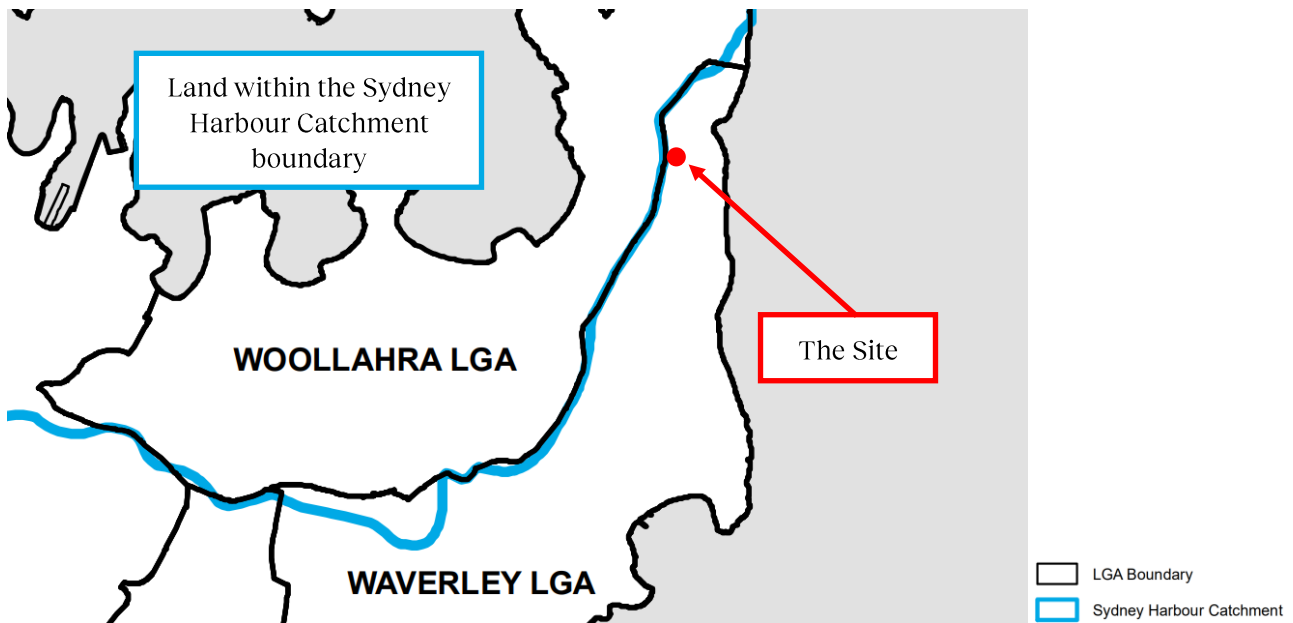 Land within the Sydney
Harbour Catchment
boundary
The Site
WOOLLAHRA LGA
WAVERLEY LGA
LGA Boundary
Sydney Harbour Catchment